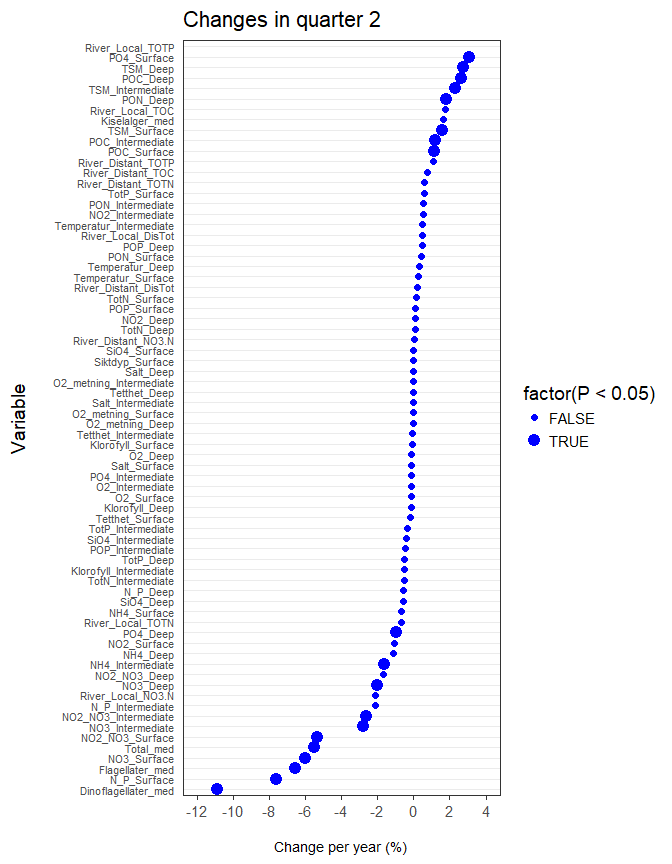 Changes in quarter 2
River_Local_TOTP
PO4_Surface
TSM_Deep
POC_Deep
TSM_Intermediate
PON_Deep
River_Local_TOC
Kiselalger_med
TSM_Surface
POC_Intermediate
POC_Surface
River_Distant_TOTP
River_Distant_TOC
River_Distant_TOTN
TotP_Surface
PON_Intermediate
NO2_Intermediate
Temperatur_Intermediate
River_Local_DisTot
POP_Deep
PON_Surface
Temperatur_Deep
Temperatur_Surface
River_Distant_DisTot
TotN_Surface
POP_Surface
NO2_Deep
TotN_Deep
River_Distant_NO3.N
SiO4_Surface
Siktdyp_Surface
Salt_Deep
O2_metning_Intermediate
Tetthet_Deep
Salt_Intermediate
O2_metning_Surface
O2_metning_Deep
Tetthet_Intermediate
Klorofyll_Surface
O2_Deep
Salt_Surface
PO4_Intermediate
O2_Intermediate
O2_Surface
Klorofyll_Deep
Tetthet_Surface
TotP_Intermediate
SiO4_Intermediate
POP_Intermediate
TotP_Deep
Klorofyll_Intermediate
TotN_Intermediate
N_P_Deep
SiO4_Deep
NH4_Surface
River_Local_TOTN
PO4_Deep
NO2_Surface
NH4_Deep
NH4_Intermediate
NO2_NO3_Deep
NO3_Deep
River_Local_NO3.N
N_P_Intermediate
NO2_NO3_Intermediate
NO3_Intermediate
NO2_NO3_Surface
Total_med
NO3_Surface
Flagellater_med
N_P_Surface
Dinoflagellater_med
Variable
-12 -10 -8 -6 -4 -2 0 2 4
Change per year (%)
factor(P < 0.05)
FALSE
TRUE